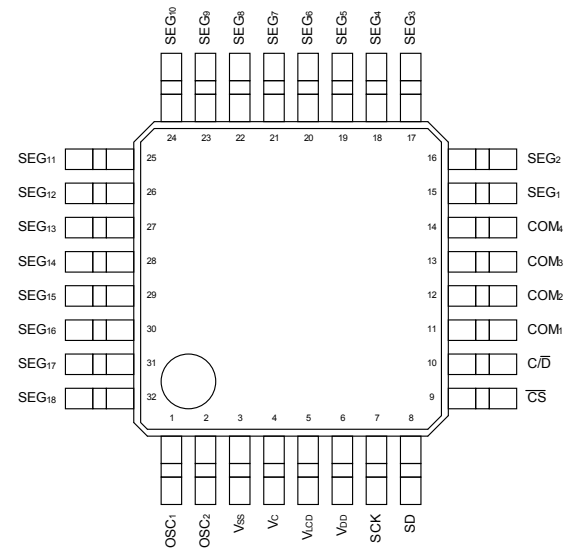 SEG₁₀ SEG₉ SEG₈ SEG₇ SEG₆ SEG₅ SEG₄ SEG₃
24 23 22 21 20 19 18 17
SEG₁₁ 25 16 SEG₂
SEG₁₂ 26 15 SEG₁
SEG₁₃ 27 14 COM₄
SEG₁₄ 28 13 COM₃
SEG₁₅ 29 12 COM₂
SEG₁₆ 30 11 COM₁
SEG₁₇ 31 10 C/D̅
SEG₁₈ 32 9 C̅S̅
1 2 3 4 5 6 7 8
OSC₁ OSC₂ Vss Vc VLCD VDD SCK SD